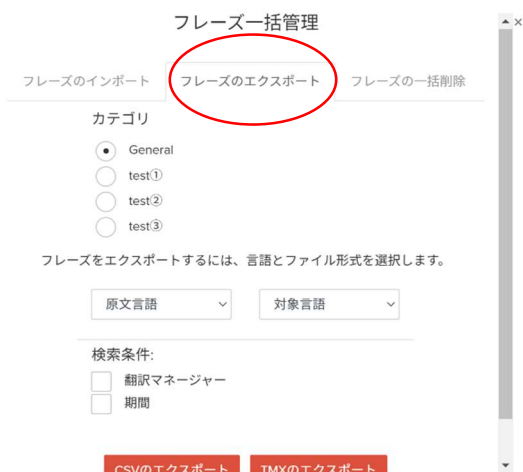 フレーズ一括管理
フレーズのインポート フレーズのエクスポート フレーズの一括削除
カテゴリ
General
test①
test②
test③
フレーズをエクスポートするには、言語とファイル形式を選択します。
原文言語 対象言語
検索条件:
翻訳マネージャー
期間
CSVのエクスポート TMXのエクスポート